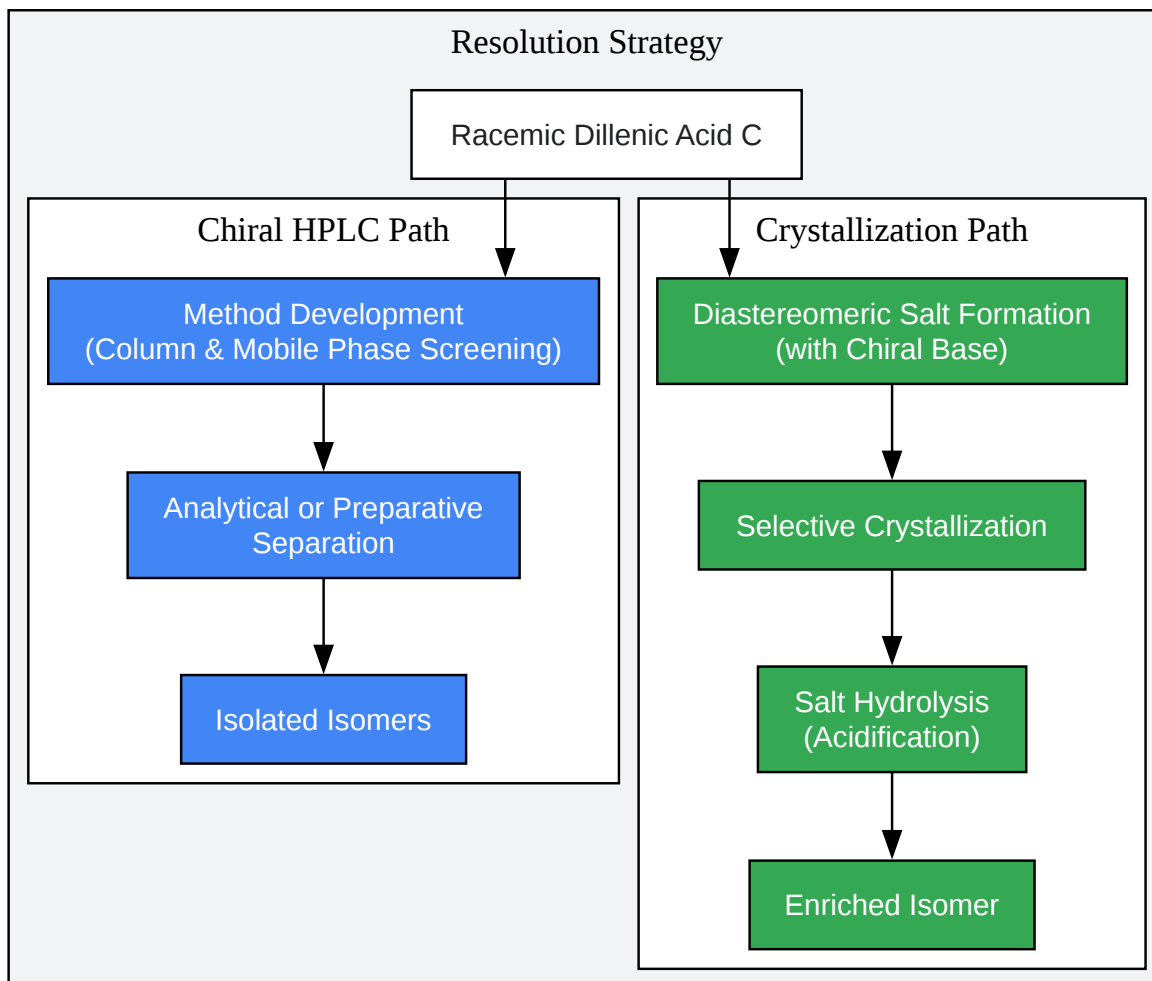 Resolution Strategy
Racemic Dillenic Acid C
Chiral HPLC Path
Method Development
(Column & Mobile Phase Screening)
Analytical or Preparative
Separation
Isolated Isomers
Crystallization Path
Diastereomeric Salt Formation
(with Chiral Base)
Selective Crystallization
Salt Hydrolysis
(Acidification)
Enriched Isomer